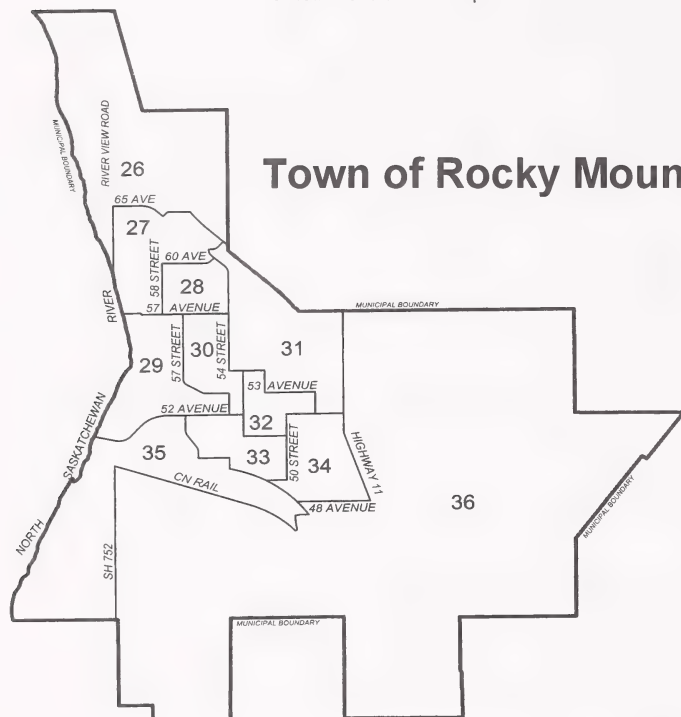 Town of Rocky Moun
MUNICIPAL BOUNDARY
RIVER VIEW ROAD
26
65 AVE
27
58 STREET
60 AVE
28
57 AVENUE
RIVER
MUNICIPAL BOUNDARY
29
57 STREET
30
54 STREET
31
53 AVENUE
52 AVENUE
32
SASKATCHEWAN
35
33
50 STREET
34
HIGHWAY 11
CN RAIL
48 AVENUE
36
NORTH
SH 752
MUNICIPAL BOUNDARY
MUNICIPAL BOUNDARY